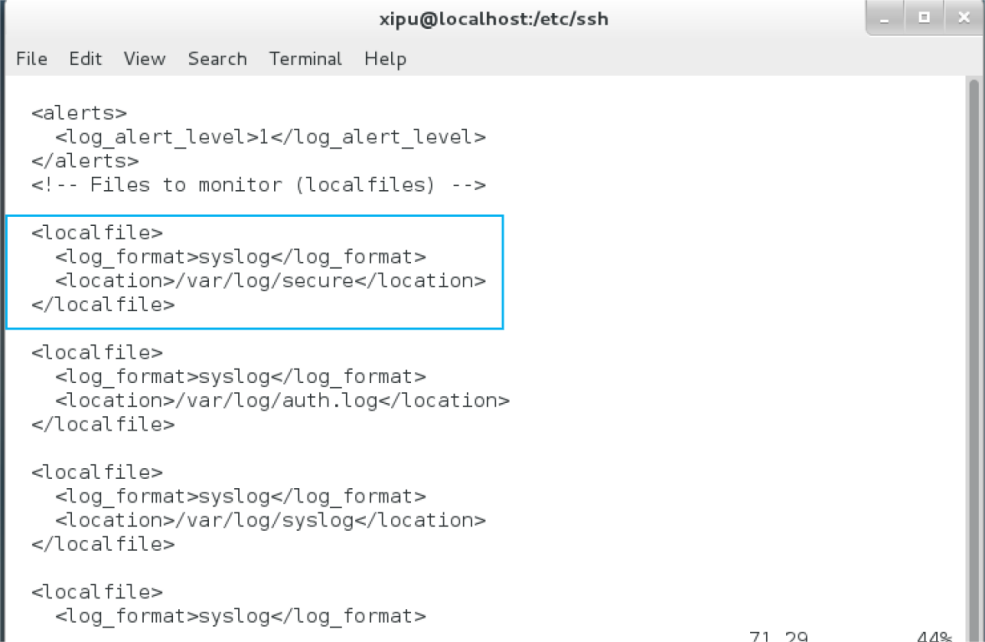 xipu@localhost:/etc/ssh
File Edit View Search Terminal Help
<alerts>
<log_alert_level>1</log_alert_level>
</alerts>
<!-- Files to monitor (localfiles) -->
<localfile>
<log_format>syslog</log_format>
<location>/var/log/secure</location>
</localfile>
<localfile>
<log_format>syslog</log_format>
<location>/var/log/auth.log</location>
</localfile>
<localfile>
<log_format>syslog</log_format>
<location>/var/log/syslog</location>
</localfile>
<localfile>
<log_format>syslog</log_format>
71,29 44%